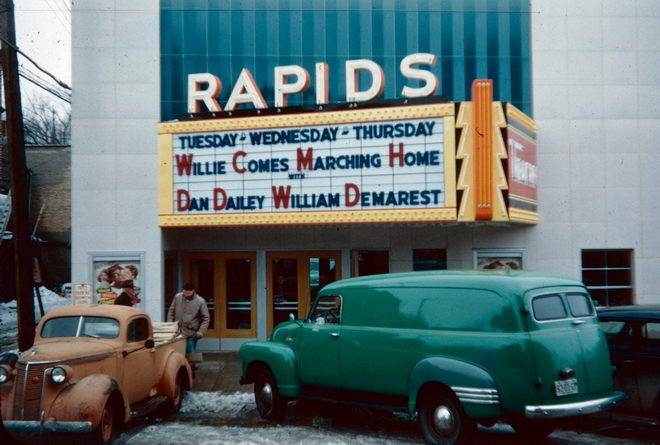 RAPIDS
TUESDAY - WEDNESDAY - THURSDAY
WILLIE COMES MARCHING HOME
WITH
DAN DAILEY WILLIAM DEMAREST